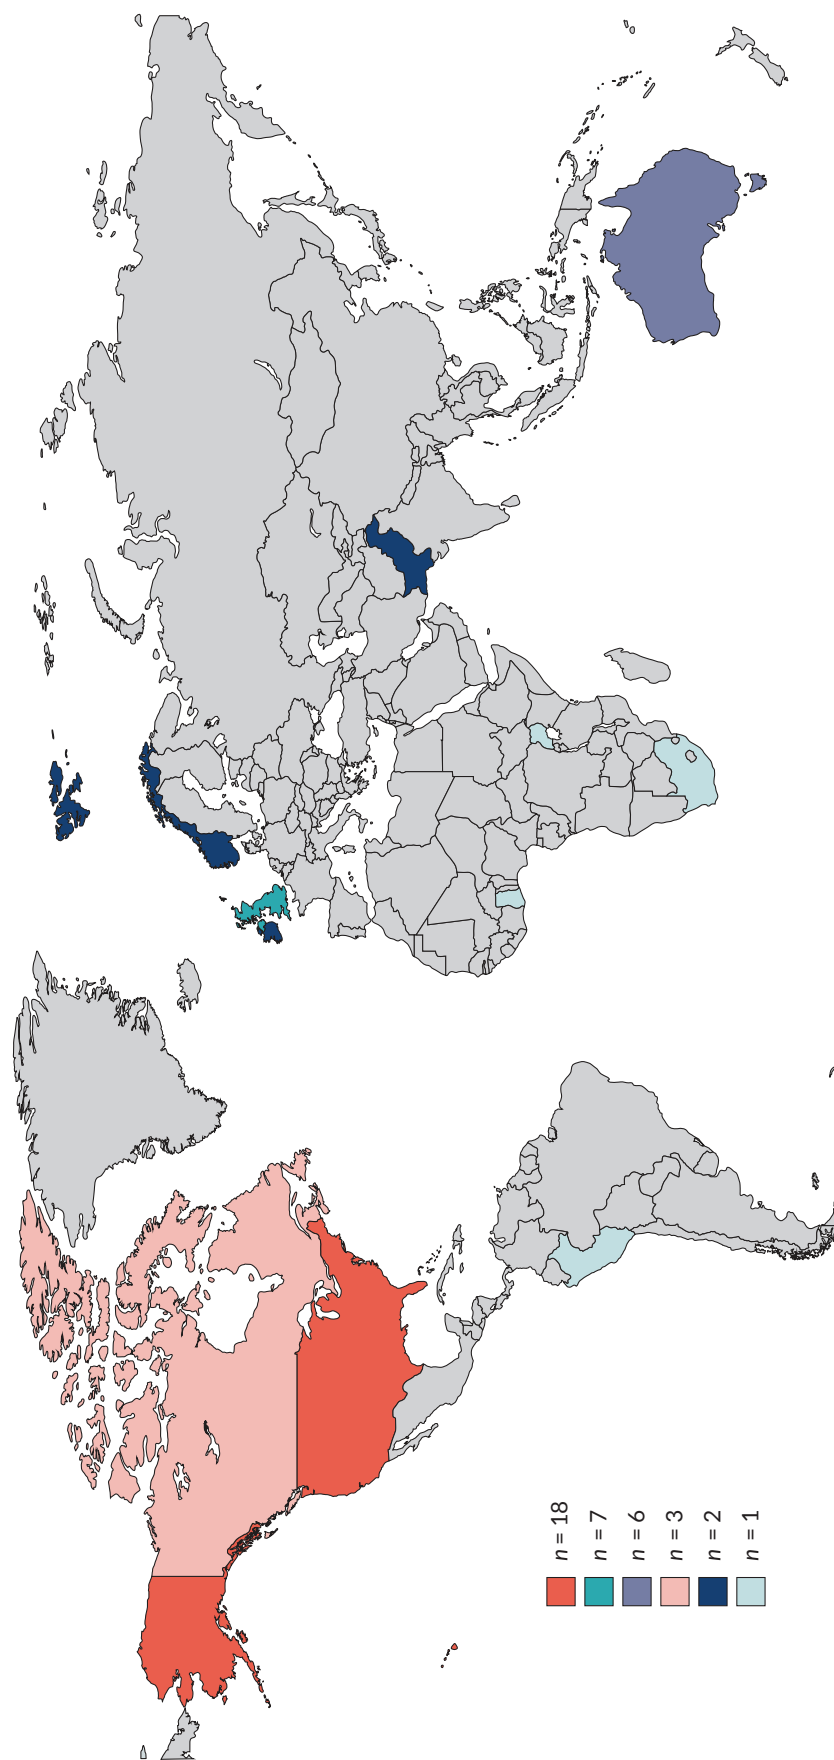 n = 18
n = 7
n = 6
n = 3
n = 2
n = 1